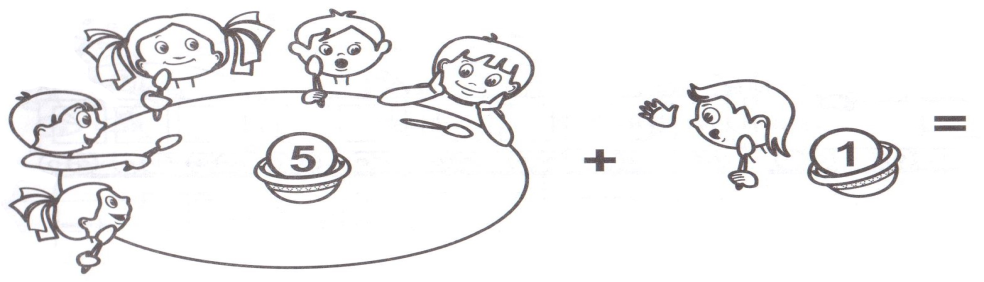 5 + 1 =